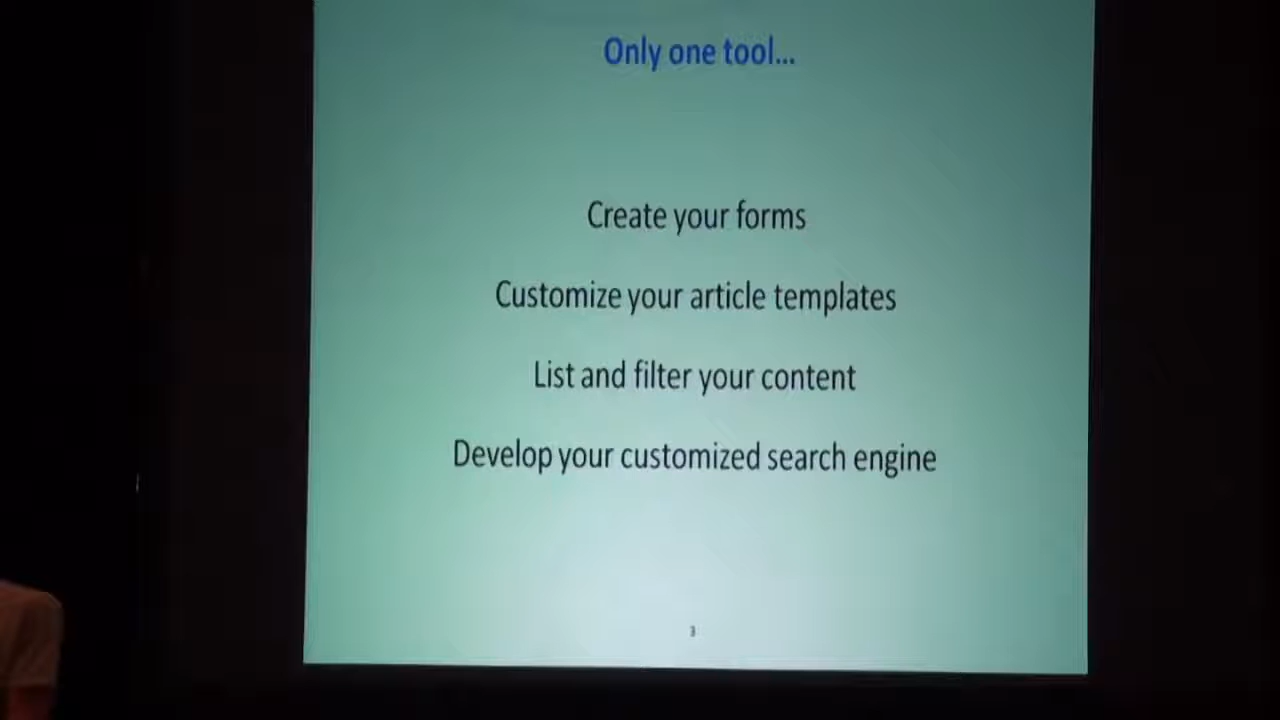 Only one tool...
Create your forms
Customize your article templates
List and filter your content
Develop your customized search engine
3